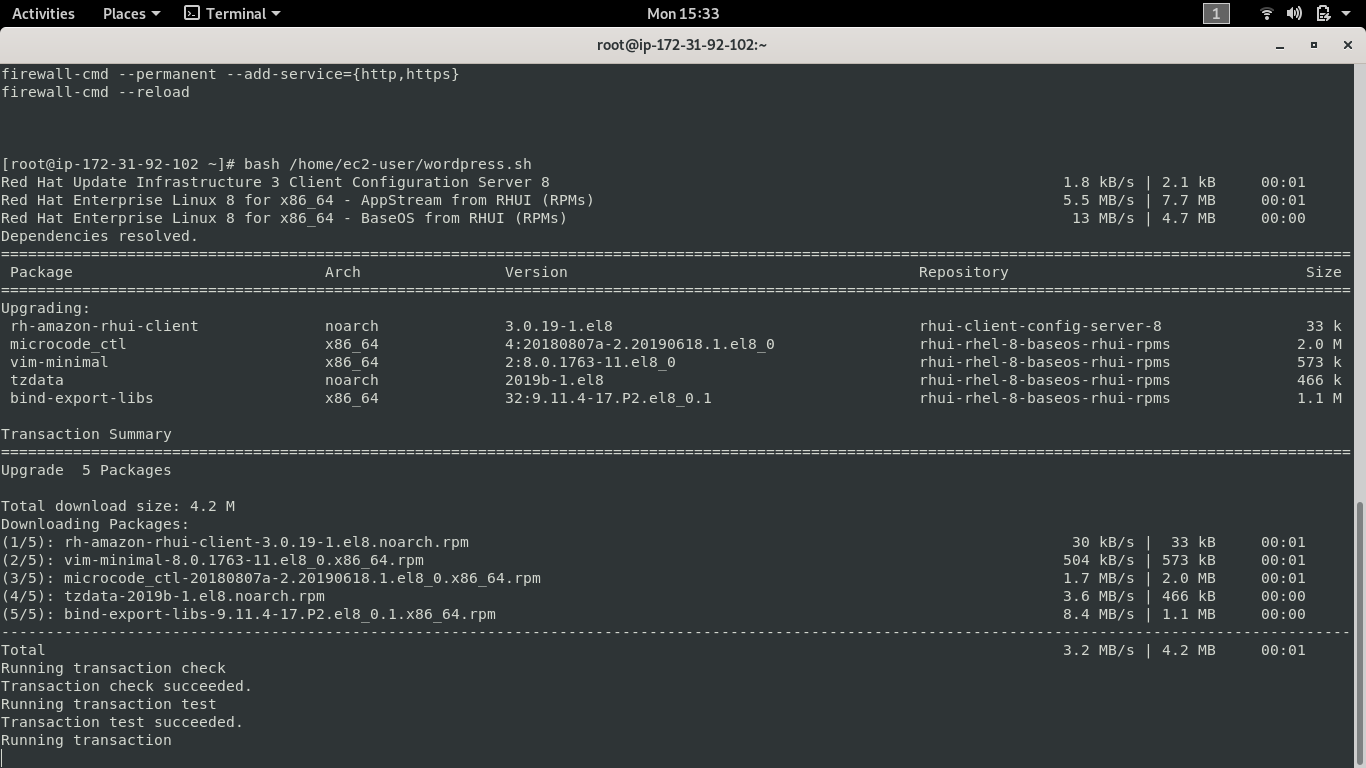 Activities Places Terminal Mon 15:33 1
root@ip-172-31-92-102:~
firewall-cmd --permanent --add-service={http,https}
firewall-cmd --reload
[root@ip-172-31-92-102 ~]# bash /home/ec2-user/wordpress.sh
Red Hat Update Infrastructure 3 Client Configuration Server 8 1.8 kB/s | 2.1 kB 00:01
Red Hat Enterprise Linux 8 for x86_64 - AppStream from RHUI (RPMs) 5.5 MB/s | 7.7 MB 00:01
Red Hat Enterprise Linux 8 for x86_64 - BaseOS from RHUI (RPMs) 13 MB/s | 4.7 MB 00:00
Dependencies resolved.
================================================================================
Package Arch Version Repository Size
================================================================================
Upgrading:
rh-amazon-rhui-client noarch 3.0.19-1.el8 rhui-client-config-server-8 33 k
microcode_ctl x86_64 4:20180807a-2.20190618.1.el8_0 rhui-rhel-8-baseos-rhui-rpms 2.0 M
vim-minimal x86_64 2:8.0.1763-11.el8_0 rhui-rhel-8-baseos-rhui-rpms 573 k
tzdata noarch 2019b-1.el8 rhui-rhel-8-baseos-rhui-rpms 466 k
bind-export-libs x86_64 32:9.11.4-17.P2.el8_0.1 rhui-rhel-8-baseos-rhui-rpms 1.1 M
Transaction Summary
================================================================================
Upgrade 5 Packages
Total download size: 4.2 M
Downloading Packages:
(1/5): rh-amazon-rhui-client-3.0.19-1.el8.noarch.rpm 30 kB/s | 33 kB 00:01
(2/5): vim-minimal-8.0.1763-11.el8_0.x86_64.rpm 504 kB/s | 573 kB 00:01
(3/5): microcode_ctl-20180807a-2.20190618.1.el8_0.x86_64.rpm 1.7 MB/s | 2.0 MB 00:01
(4/5): tzdata-2019b-1.el8.noarch.rpm 3.6 MB/s | 466 kB 00:00
(5/5): bind-export-libs-9.11.4-17.P2.el8_0.1.x86_64.rpm 8.4 MB/s | 1.1 MB 00:00
--------------------------------------------------------------------------------
Total 3.2 MB/s | 4.2 MB 00:01
Running transaction check
Transaction check succeeded.
Running transaction test
Transaction test succeeded.
Running transaction